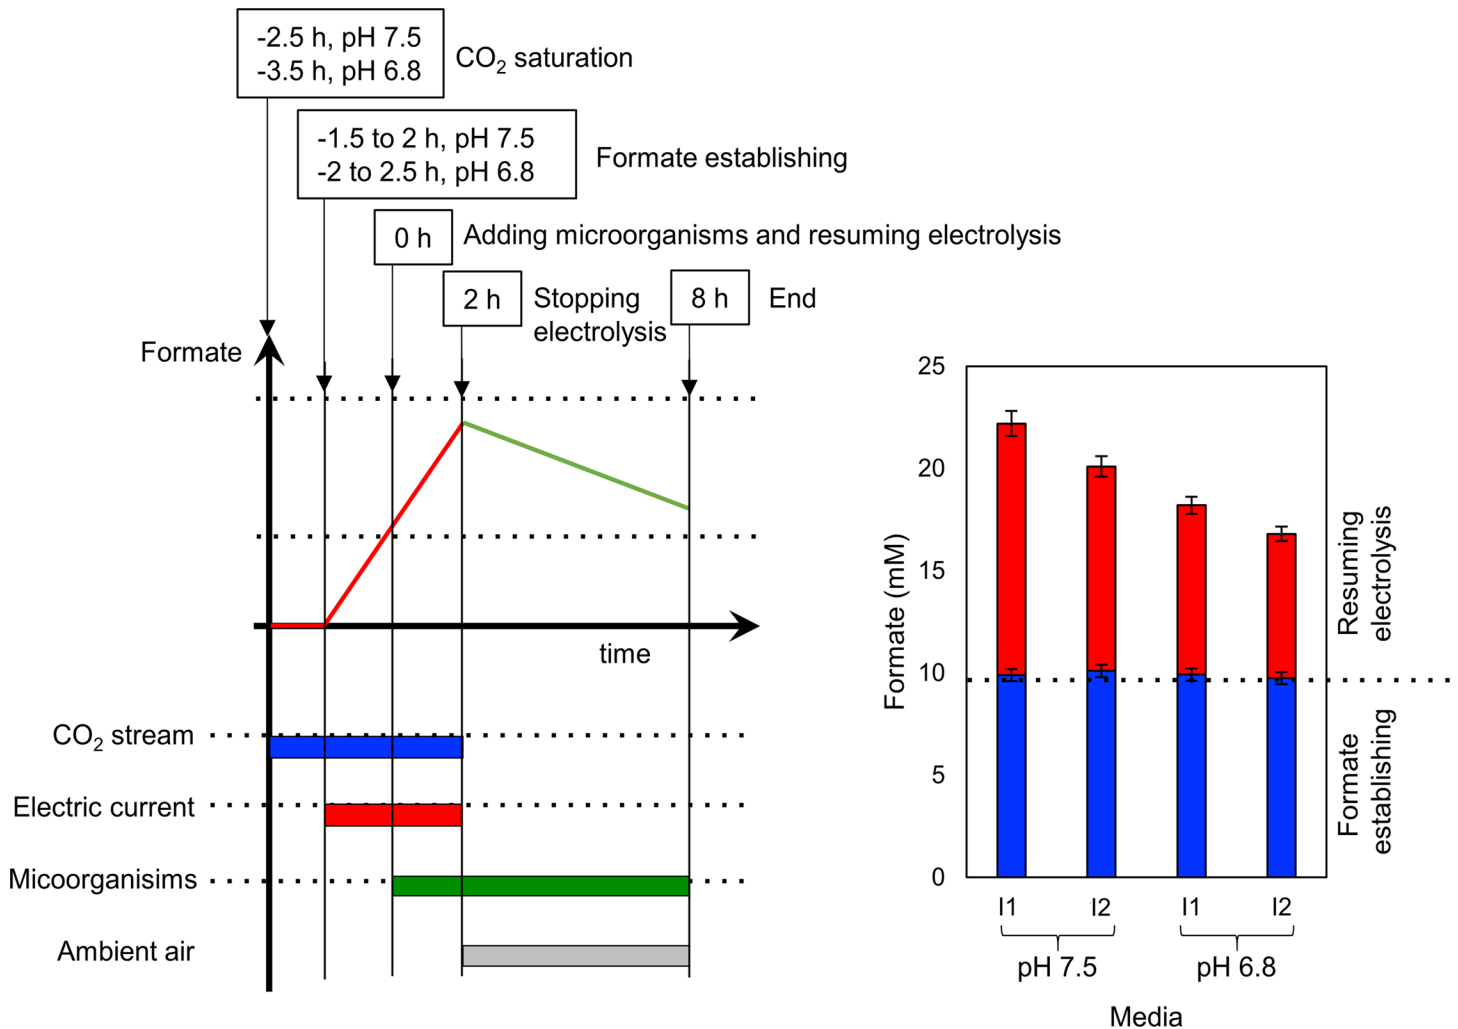 -2.5 h, pH 7.5
-3.5 h, pH 6.8
CO₂ saturation
-1.5 to 2 h, pH 7.5
-2 to 2.5 h, pH 6.8
Formate establishing
0 h
Adding microorganisms and resuming electrolysis
2 h
Stopping
electrolysis
8 h
End
Formate
time
CO₂ stream
Electric current
Micoorganisims
Ambient air
25
20
15
10
5
0
Formate (mM)
Resuming
electrolysis
Formate
establishing
I1
I2
I1
I2
pH 7.5
pH 6.8
Media